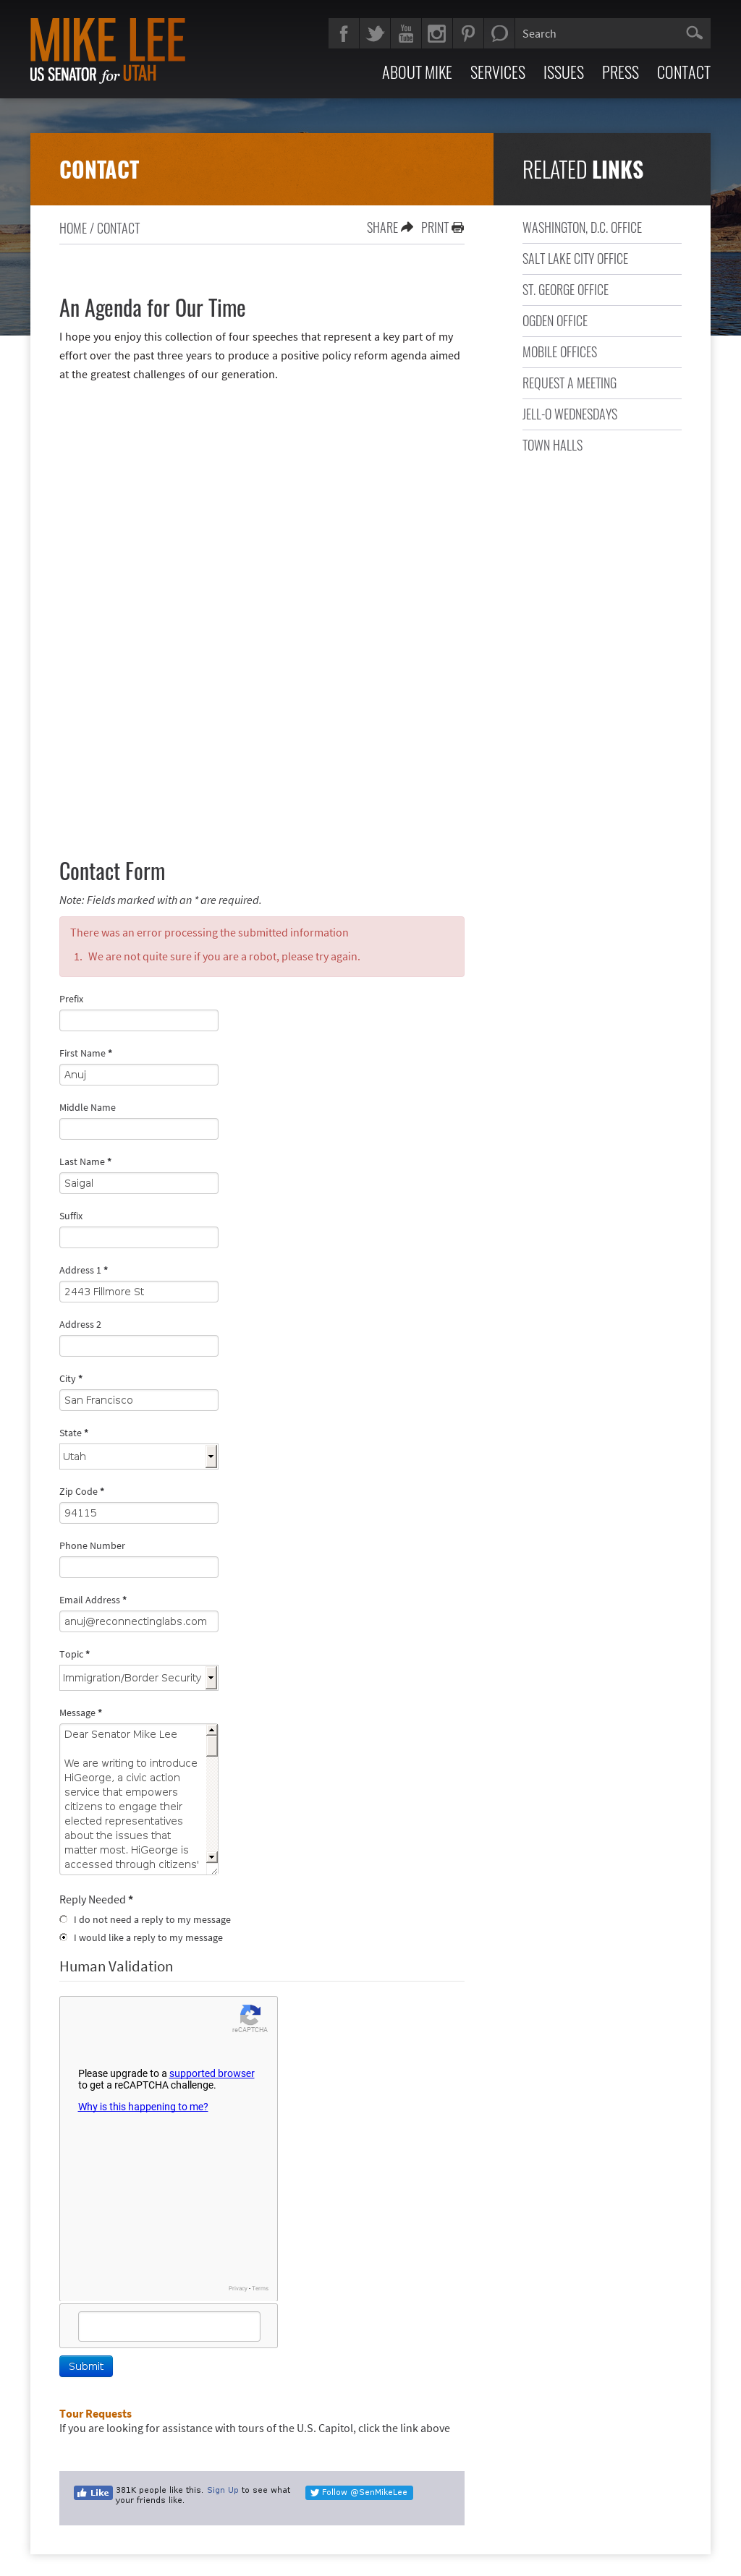 MIKE LEE
US SENATOR for UTAH
You Tube
Search
ABOUT MIKE SERVICES ISSUES PRESS CONTACT
CONTACT
RELATED LINKS
HOME / CONTACT
SHARE PRINT
WASHINGTON, D.C. OFFICE
SALT LAKE CITY OFFICE
ST. GEORGE OFFICE
OGDEN OFFICE
MOBILE OFFICES
REQUEST A MEETING
JELL-O WEDNESDAYS
TOWN HALLS
An Agenda for Our Time
I hope you enjoy this collection of four speeches that represent a key part of my
effort over the past three years to produce a positive policy reform agenda aimed
at the greatest challenges of our generation.
Contact Form
Note: Fields marked with an * are required.
There was an error processing the submitted information
1. We are not quite sure if you are a robot, please try again.
Prefix
First Name *
Anuj
Middle Name
Last Name *
Saigal
Suffix
Address 1 *
2443 Fillmore St
Address 2
City *
San Francisco
State *
Utah
Zip Code *
94115
Phone Number
Email Address *
anuj@reconnectinglabs.com
Topic *
Immigration/Border Security
Message *
Dear Senator Mike Lee
We are writing to introduce
HiGeorge, a civic action
service that empowers
citizens to engage their
elected representatives
about the issues that
matter most. HiGeorge is
accessed through citizens'
Reply Needed *
I do not need a reply to my message
I would like a reply to my message
Human Validation
reCAPTCHA
Please upgrade to a supported browser
to get a reCAPTCHA challenge.
Why is this happening to me?
Privacy - Terms
Submit
Tour Requests
If you are looking for assistance with tours of the U.S. Capitol, click the link above
Like 381K people like this. Sign Up to see what
your friends like.
Follow @SenMikeLee